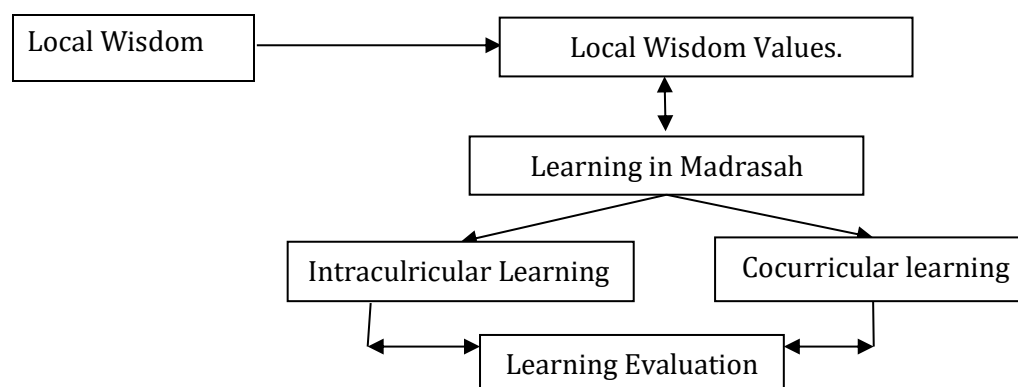 Local Wisdom
Local Wisdom Values.
Learning in Madrasah
Intraculricular Learning
Cocurricular learning
Learning Evaluation